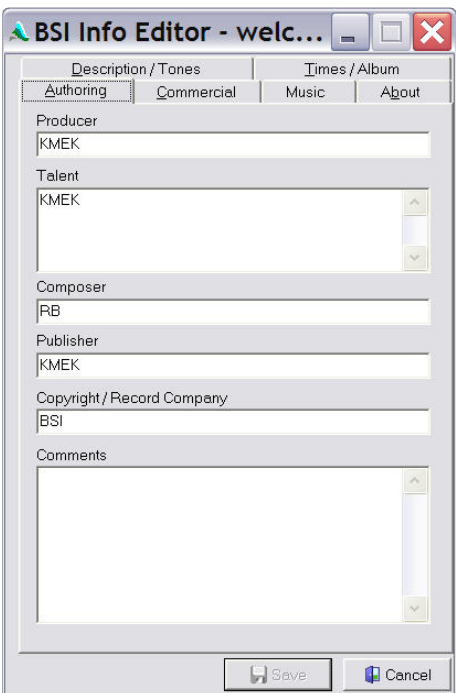 BSI Info Editor - welc...
Description / Tones Times / Album
Authoring Commercial Music About
Producer
KMEK
Talent
KMEK
Composer
RB
Publisher
KMEK
Copyright / Record Company
BSI
Comments
Save Cancel